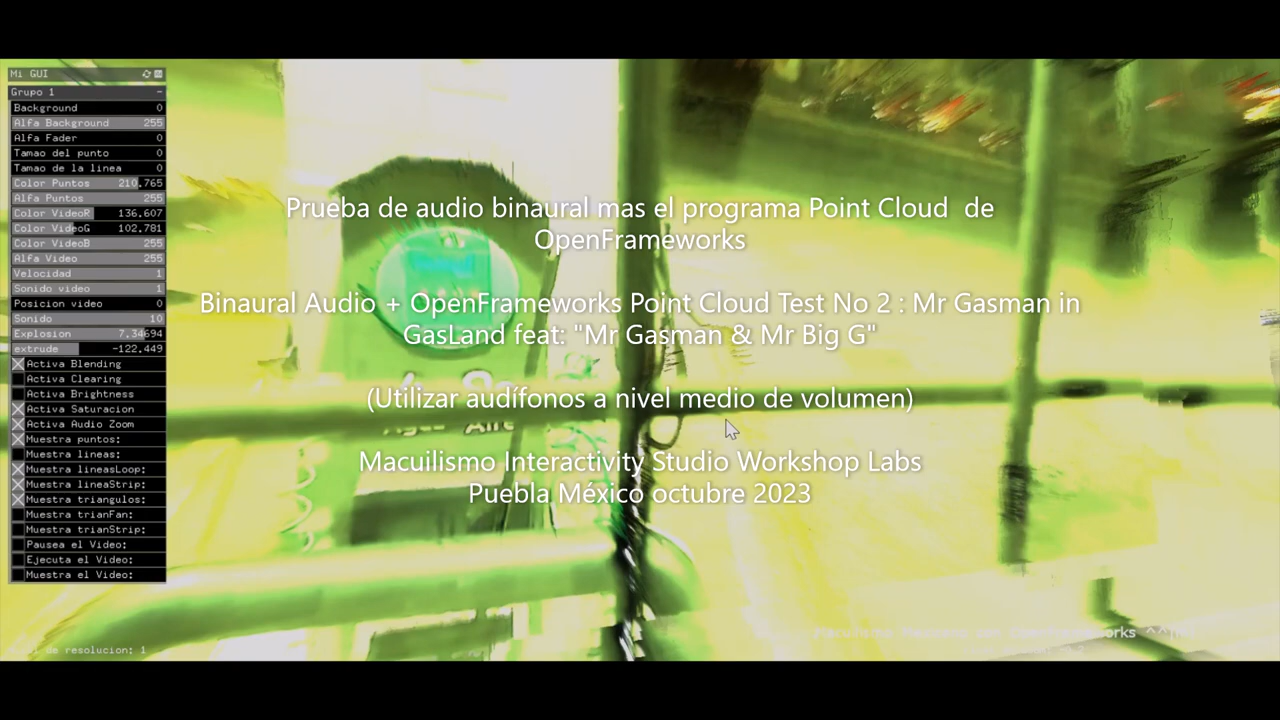 Mi GUI
Grupo 1 -
Background 0
Alfa Background 255
Alfa Fader 0
Tamao del punto 0
Tamao de la linea 0
Color Puntos 210.765
Alfa Puntos 255
Color VideoR 136.607
Color VideoG 102.781
Color VideoB 255
Alfa Video 255
Velocidad 1
Sonido video 1
Posicion video 0
Sonido 10
Explosion 7.34694
extrude -122.449
Activa Blending
Activa Clearing
Activa Brightness
Activa Saturacion
Activa Audio Zoom
Muestra puntos:
Muestra lineas:
Muestra lineasLoop:
Muestra lineaStrip:
Muestra triangulos:
Muestra trianFan:
Muestra trianStrip:
Pausea el Video:
Ejecuta el Video:
Muestra el Video:
de resolucion: 1
Prueba de audio binaural mas el programa Point Cloud de
OpenFrameworks
Binaural Audio + OpenFrameworks Point Cloud Test No 2 : Mr Gasman in
GasLand feat: "Mr Gasman & Mr Big G"
(Utilizar audífonos a nivel medio de volumen)
Macuilismo Interactivity Studio Workshop Labs
Puebla México octubre 2023
Agua Aire